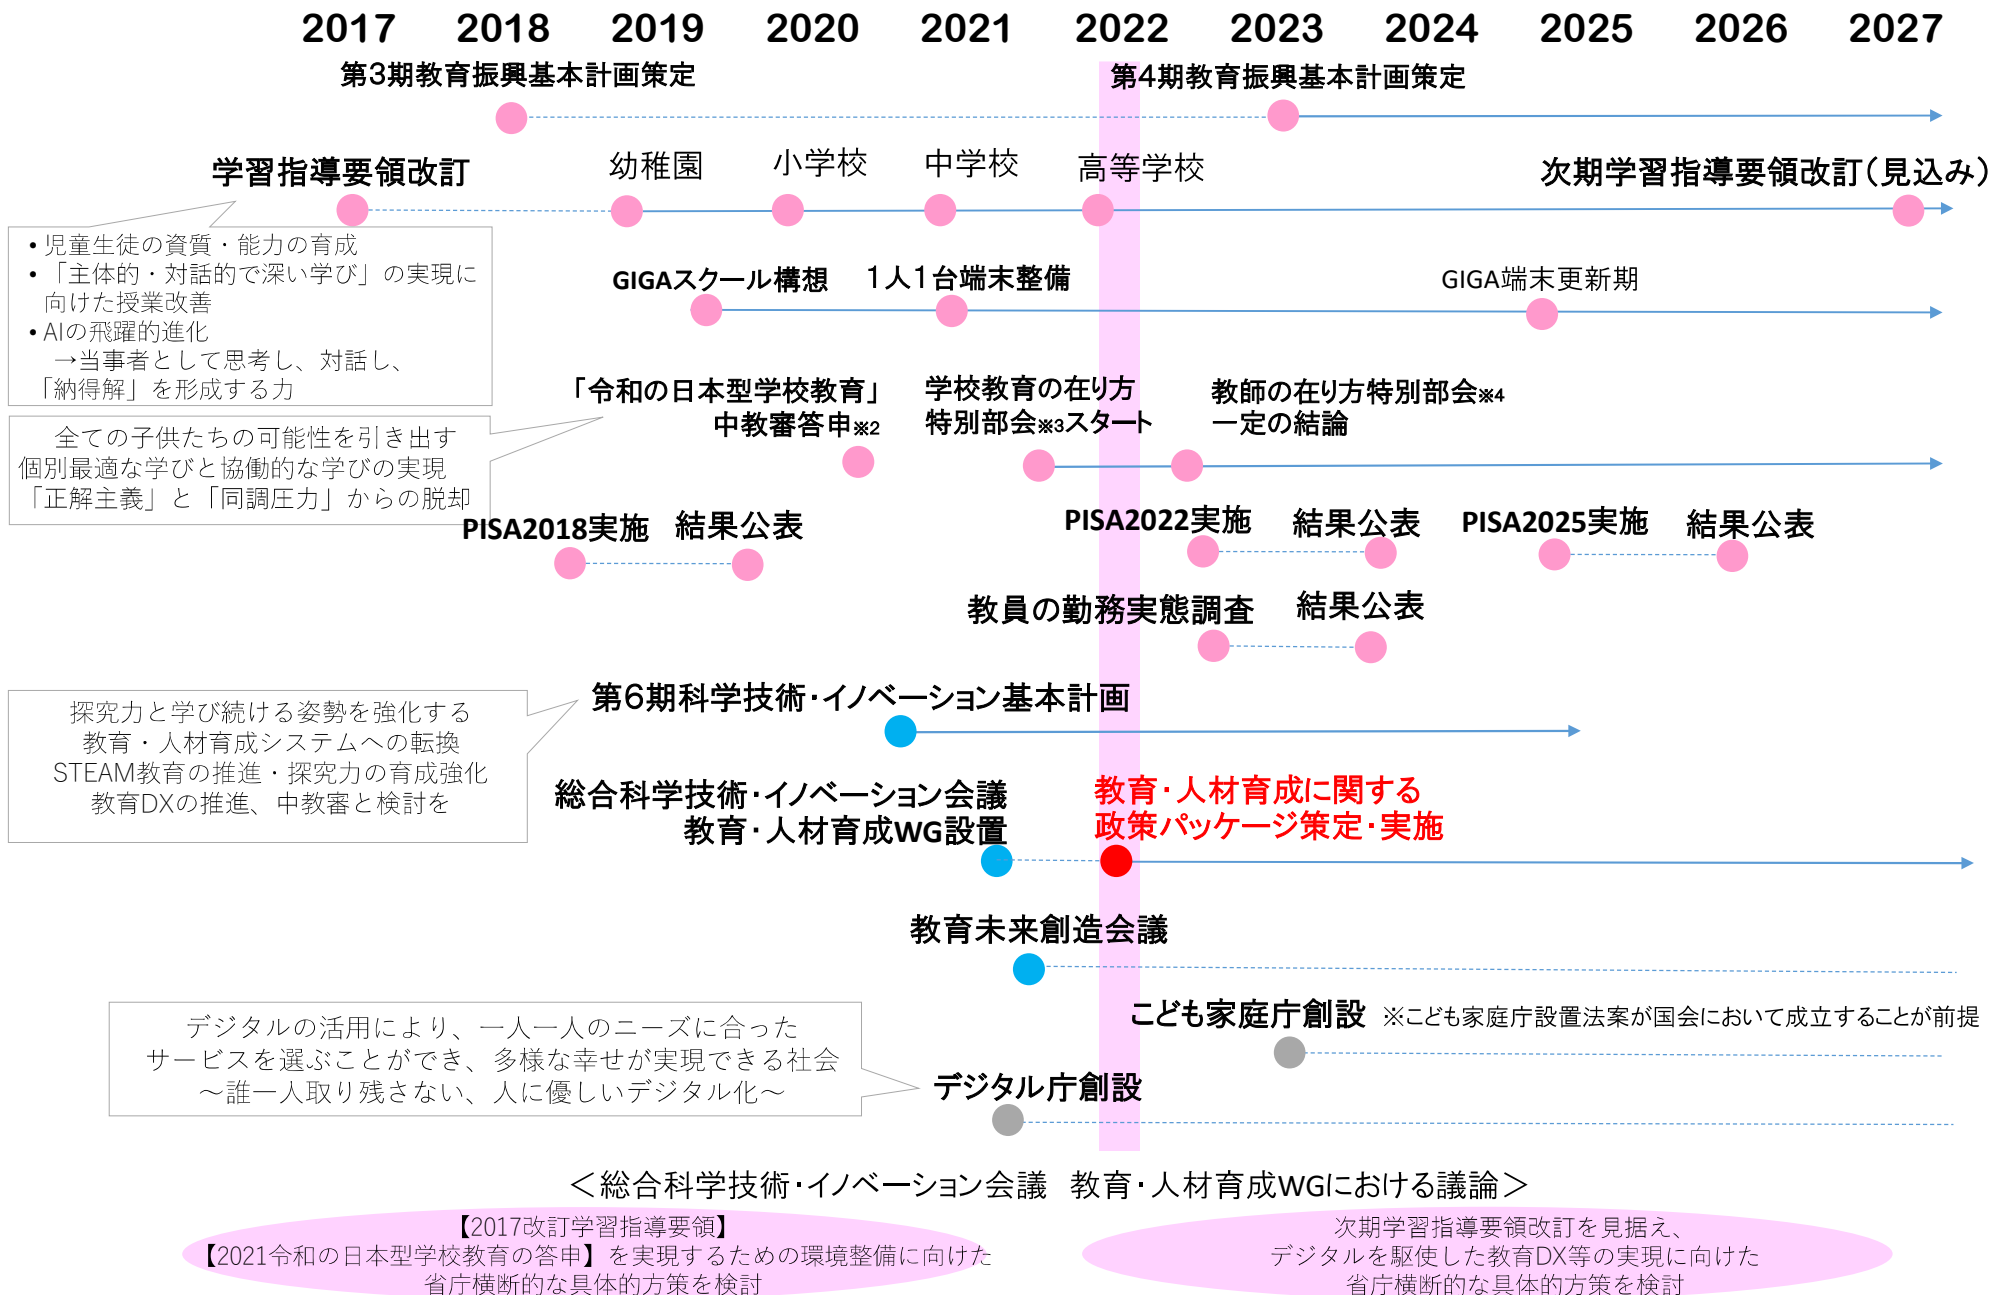 2017 2018 2019 2020 2021 2022 2023 2024 2025 2026 2027
第3期教育振興基本計画策定 第4期教育振興基本計画策定
学習指導要領改訂 幼稚園 小学校 中学校 高等学校 次期学習指導要領改訂(見込み)
• 児童生徒の資質・能力の育成
• 「主体的・対話的で深い学び」の実現に
向けた授業改善
• AIの飛躍的進化
→当事者として思考し、対話し、
「納得解」を形成する力
GIGAスクール構想 1人1台端末整備 GIGA端末更新期
「令和の日本型学校教育」
中教審答申※2
学校教育の在り方
特別部会※3スタート
教師の在り方特別部会※4
一定の結論
全ての子供たちの可能性を引き出す
個別最適な学びと協働的な学びの実現
「正解主義」と「同調圧力」からの脱却
PISA2018実施 結果公表 PISA2022実施 結果公表 PISA2025実施 結果公表
教員の勤務実態調査 結果公表
第6期科学技術・イノベーション基本計画
探究力と学び続ける姿勢を強化する
教育・人材育成システムへの転換
STEAM教育の推進・探究力の育成強化
教育DXの推進、中教審と検討を
総合科学技術・イノベーション会議
教育・人材育成WG設置
教育・人材育成に関する
政策パッケージ策定・実施
教育未来創造会議
こども家庭庁創設 ※こども家庭庁設置法案が国会において成立することが前提
デジタルの活用により、一人一人のニーズに合った
サービスを選ぶことができ、多様な幸せが実現できる社会
~誰一人取り残さない、人に優しいデジタル化~
デジタル庁創設
<総合科学技術・イノベーション会議 教育・人材育成WGにおける議論>
【2017改訂学習指導要領】
【2021令和の日本型学校教育の答申】を実現するための環境整備に向けた
省庁横断的な具体的方策を検討
次期学習指導要領改訂を見据え、
デジタルを駆使した教育DX等の実現に向けた
省庁横断的な具体的方策を検討